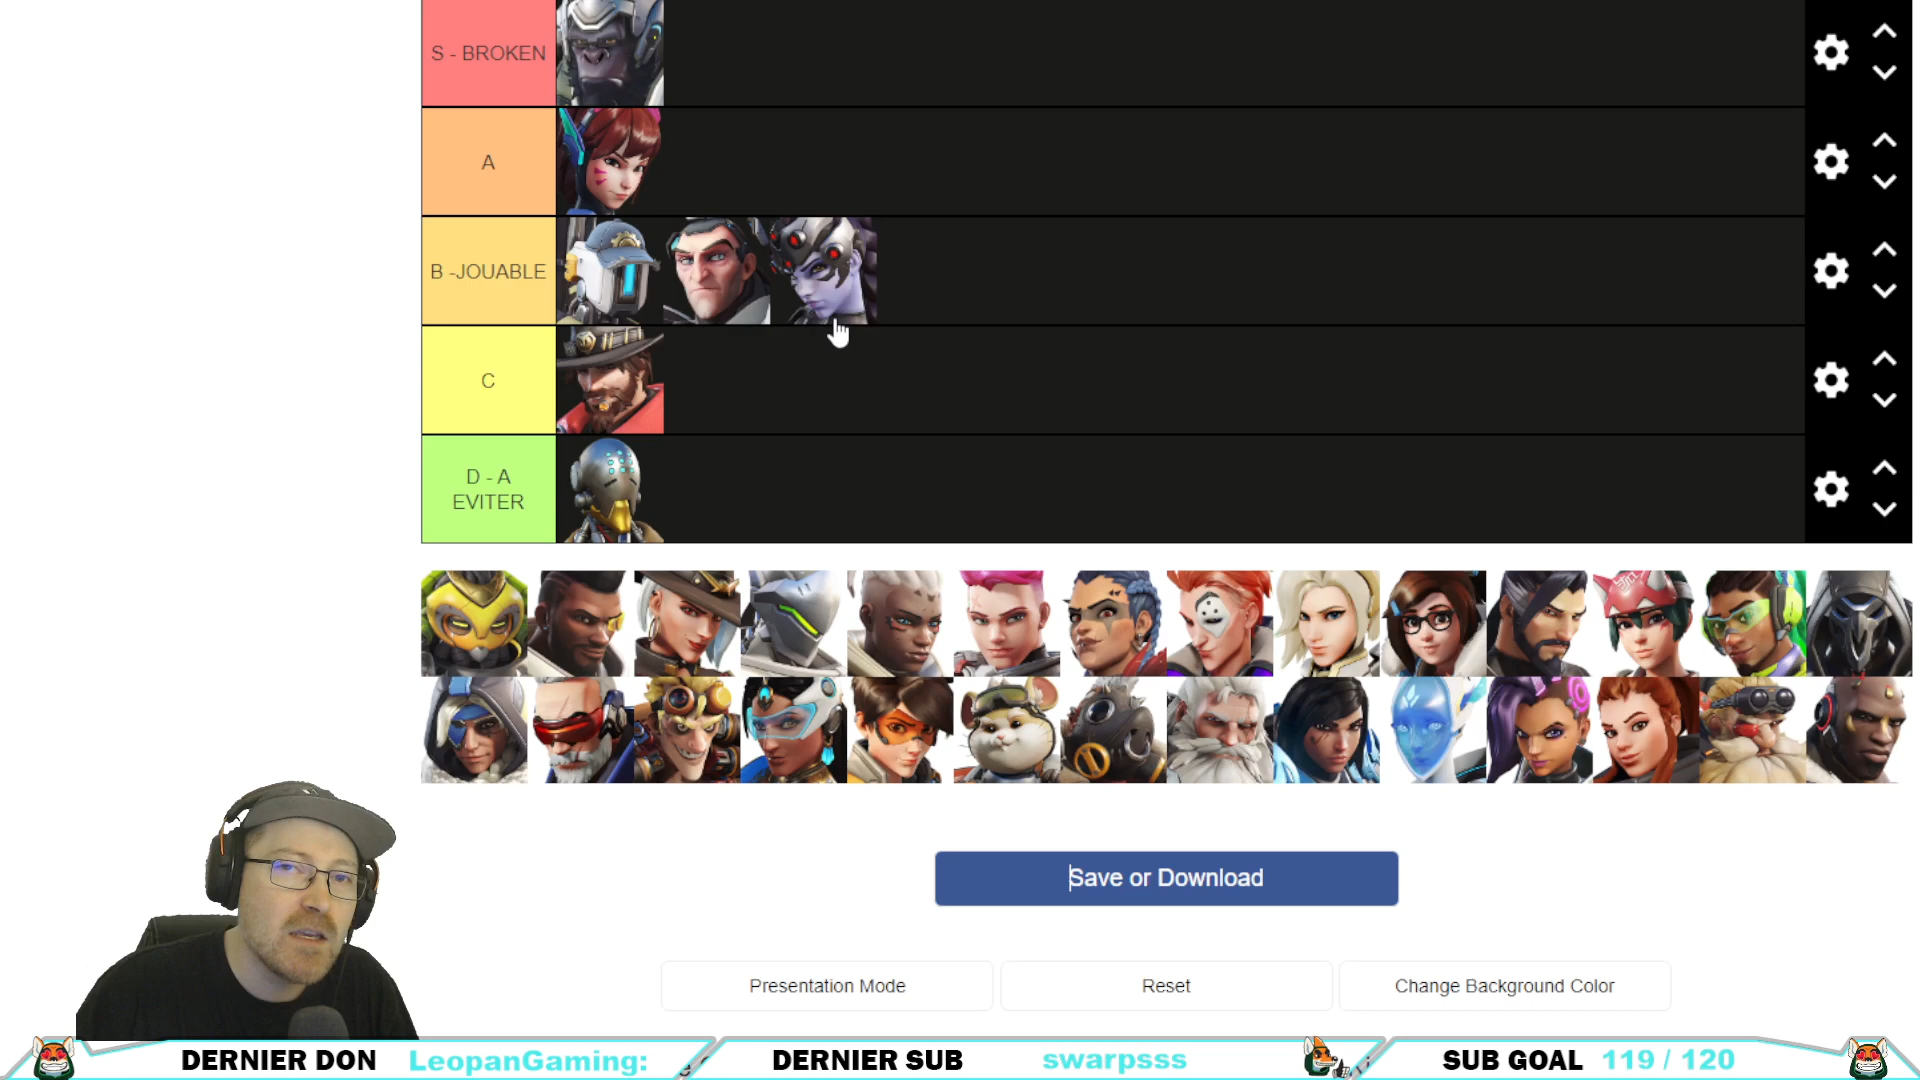 S - BROKEN
A
B -JOUABLE
C
D - A
EVITER
Save or Download
Presentation Mode
Reset
Change Background Color
DERNIER DON LeopanGaming: DERNIER SUB swarpsss SUB GOAL 119 / 120